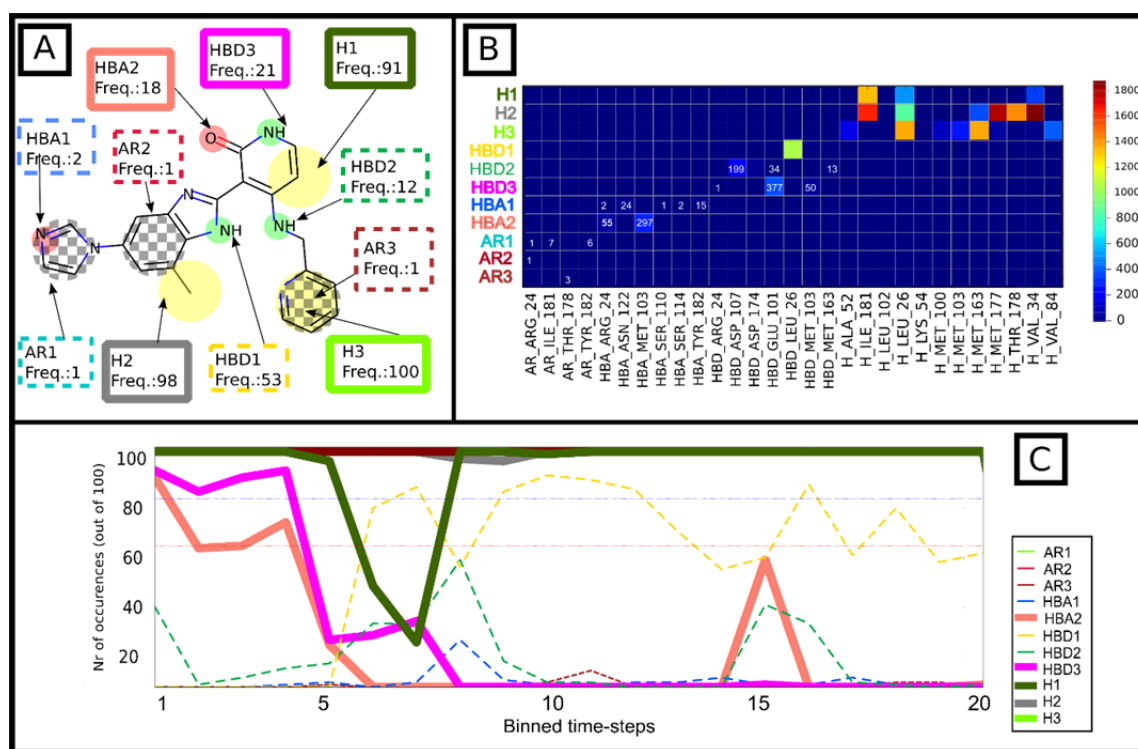 A
HBA2
Freq.:18
HBD3
Freq.:21
H1
Freq.:91
HBA1
Freq.:2
AR2
Freq.:1
HBD2
Freq.:12
O
NH
N
N
NH
NH
N
N
AR3
Freq.:1
AR1
Freq.:1
H2
Freq.:98
HBD1
Freq.:53
H3
Freq.:100
B
H1
H2
H3
HBD1
HBD2
199
34
13
HBD3
1
377
50
HBA1
2
24
1
2
15
HBA2
55
297
AR1
1
7
6
AR2
1
AR3
3
AR_ARG_24
AR_ILE_181
AR_THR_178
AR_TYR_182
HBA_ARG_24
HBA_ASN_122
HBA_MET_103
HBA_SER_110
HBA_SER_114
HBA_TYR_182
HBD_ARG_24
HBD_ASP_107
HBD_ASP_174
HBD_GLU_101
HBD_LEU_26
HBD_MET_103
HBD_MET_163
H_ALA_52
H_ILE_181
H_LEU_102
H_LEU_26
H_LYS_54
H_MET_100
H_MET_103
H_MET_163
H_MET_177
H_THR_178
H_VAL_34
H_VAL_84
1800
1600
1400
1200
1000
800
600
400
200
0
C
Nr of occurences (out of 100)
100
80
60
40
20
1
5
10
15
20
Binned time-steps
AR1
AR2
AR3
HBA1
HBA2
HBD1
HBD2
HBD3
H1
H2
H3